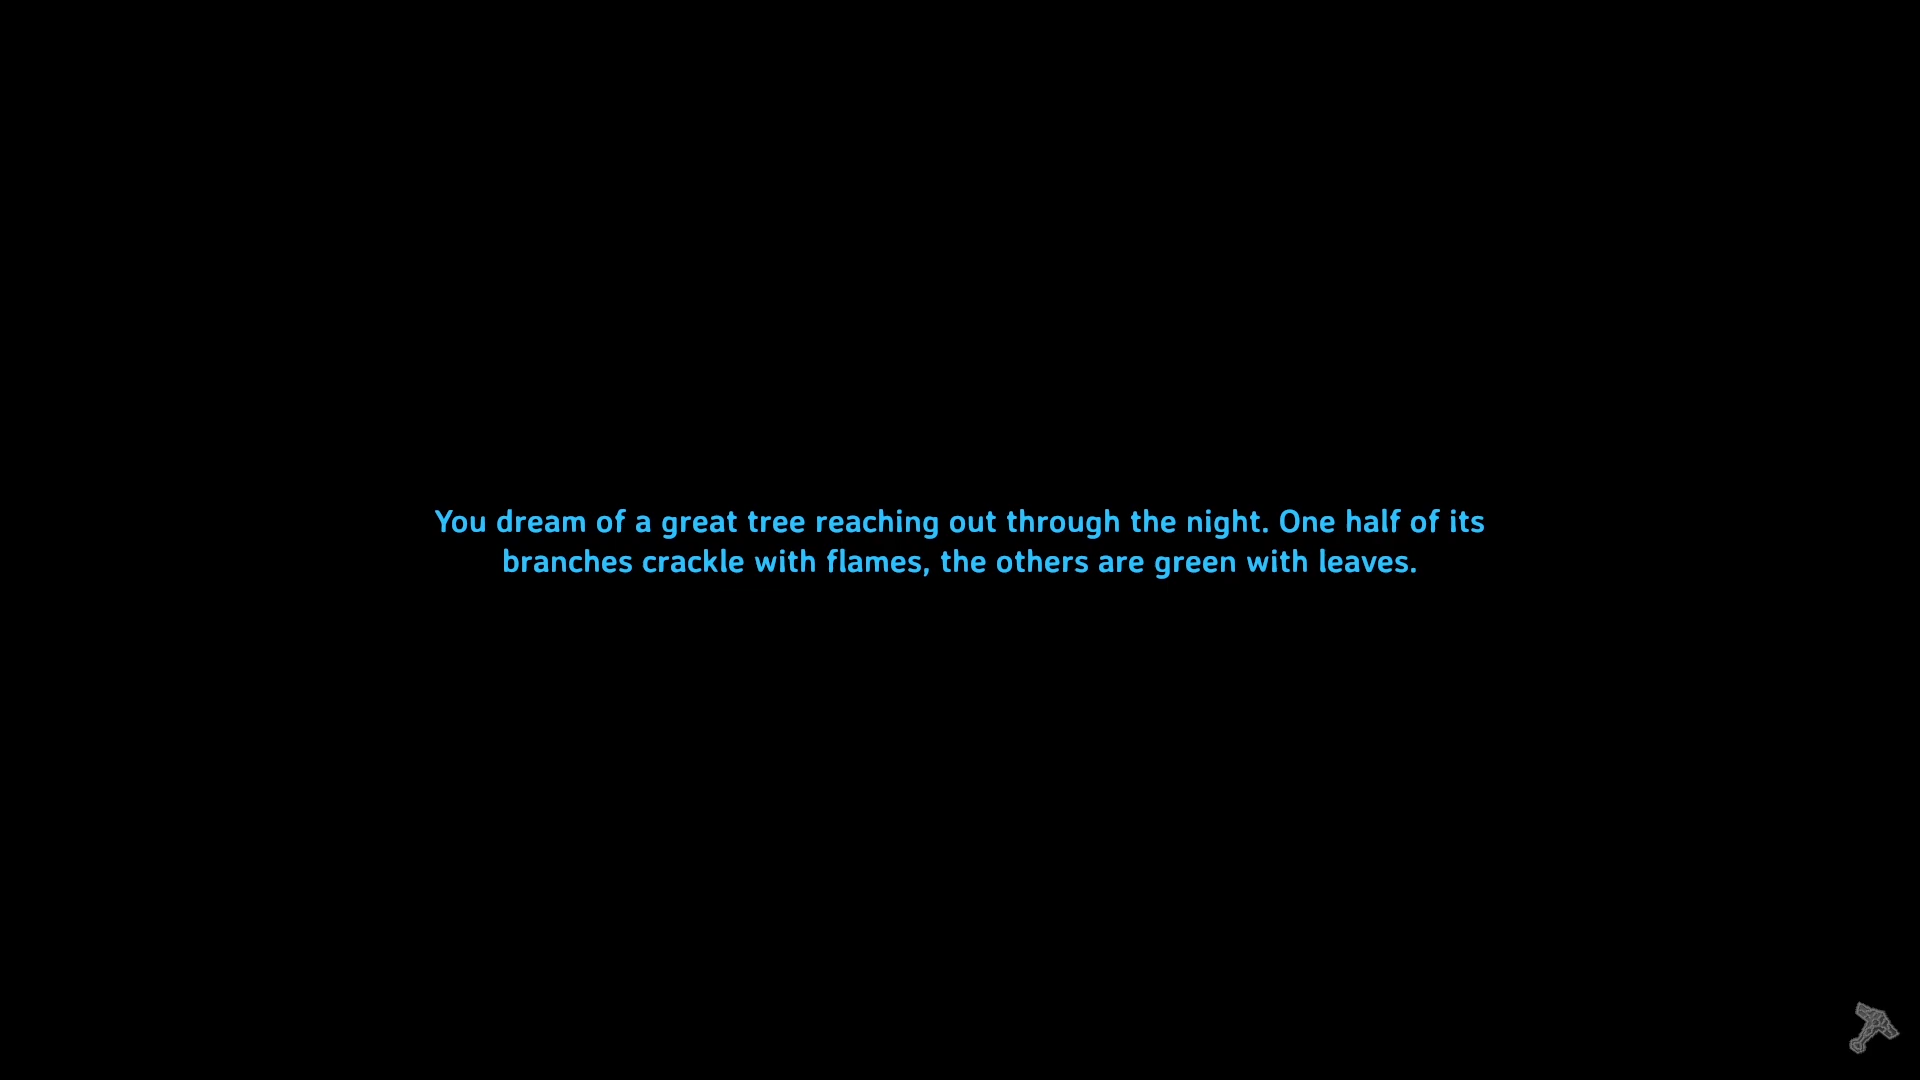 You dream of a great tree reaching out through the night. One half of its
branches crackle with flames, the others are green with leaves.